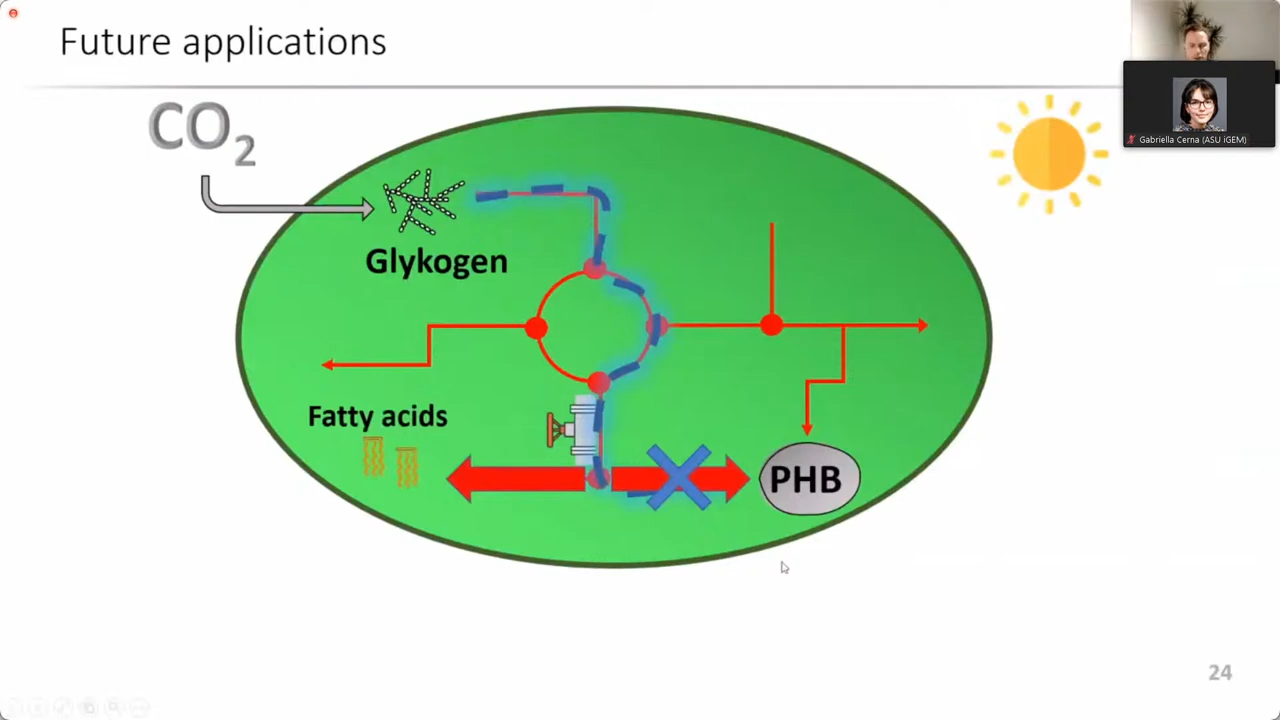 Future applications
CO2
Gabriella Cerna (ASU iGEM)
Glykogen
Fatty acids
PHB
24